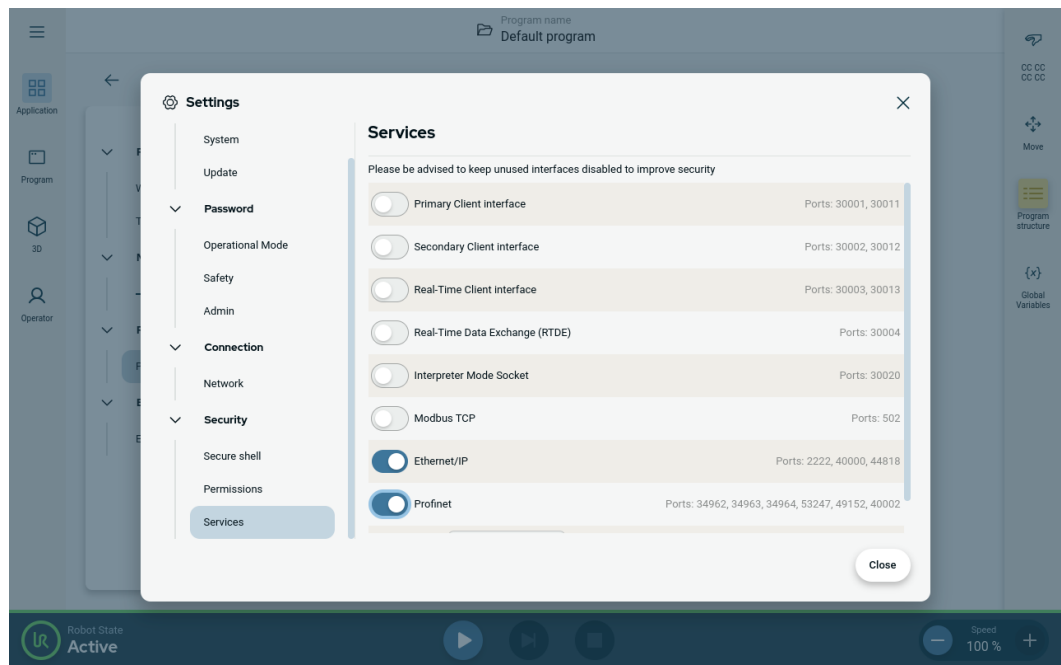 Program name
Default program
Application
Program
3D
Operator
Settings
System
Update
Password
Operational Mode
Safety
Admin
Connection
Network
Security
Secure shell
Permissions
Services
Services
Please be advised to keep unused interfaces disabled to improve security
Primary Client interface Ports: 30001, 30011
Secondary Client interface Ports: 30002, 30012
Real-Time Client interface Ports: 30003, 30013
Real-Time Data Exchange (RTDE) Ports: 30004
Interpreter Mode Socket Ports: 30020
Modbus TCP Ports: 502
Ethernet/IP Ports: 2222, 40000, 44818
Profinet Ports: 34962, 34963, 34964, 53247, 49152, 40002
Close
CC CC
CC CC
Move
Program
structure
{x}
Global
Variables
Robot State
Active
Speed
100 %